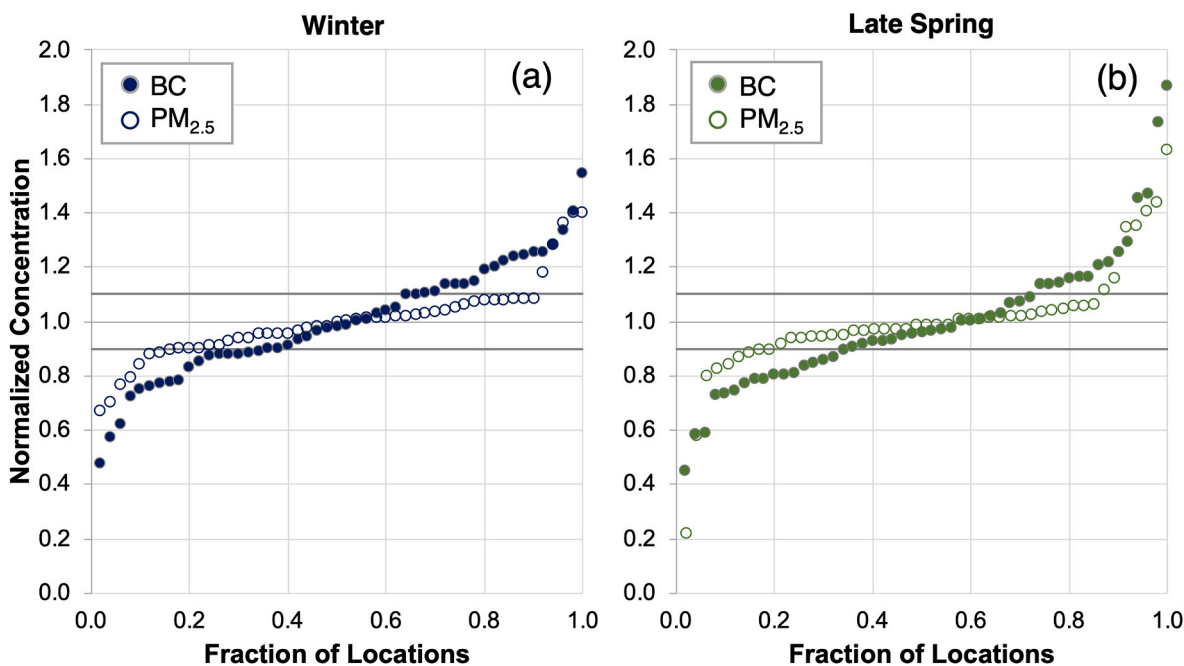 Winter
(a)
BC
PM2.5
Normalized Concentration
2.0
1.8
1.6
1.4
1.2
1.0
0.8
0.6
0.4
0.2
0.0
0.0 0.2 0.4 0.6 0.8 1.0
Fraction of Locations
Late Spring
(b)
BC
PM2.5
2.0
1.8
1.6
1.4
1.2
1.0
0.8
0.6
0.4
0.2
0.0
0.0 0.2 0.4 0.6 0.8 1.0
Fraction of Locations